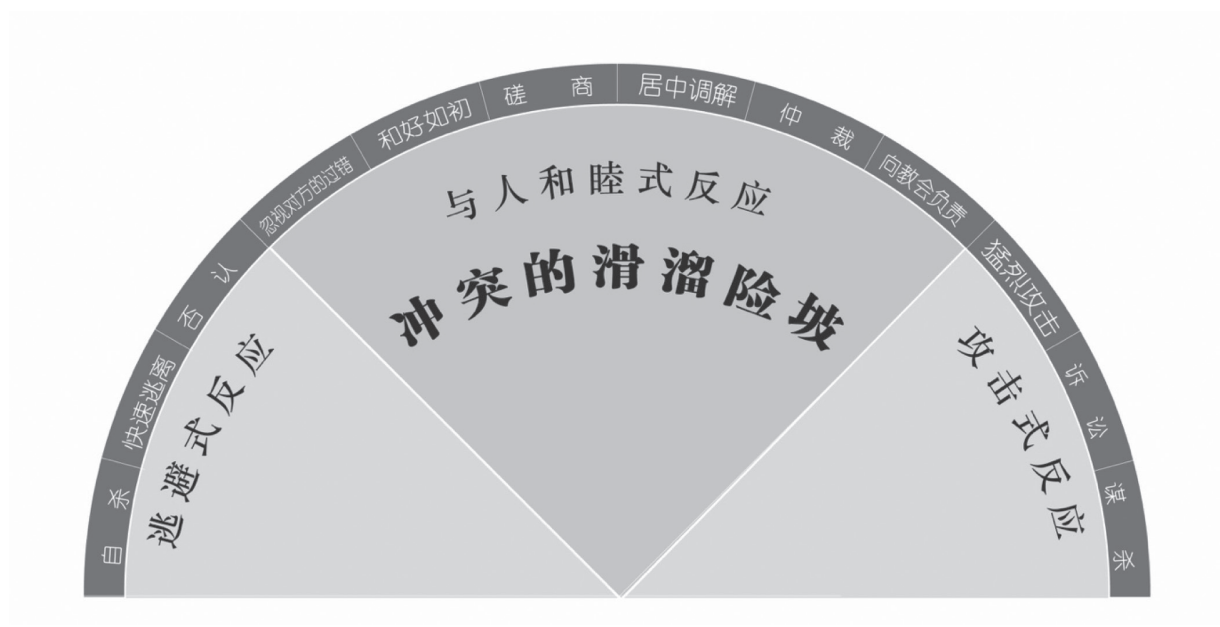 自杀
快速逃离
否认
忽视对方的过错
和好如初
磋商
居中调解
仲裁
向教会负责
猛烈攻击
诉讼
谋杀
逃避式反应
与人和睦式反应
攻击式反应
冲突的滑溜险坡